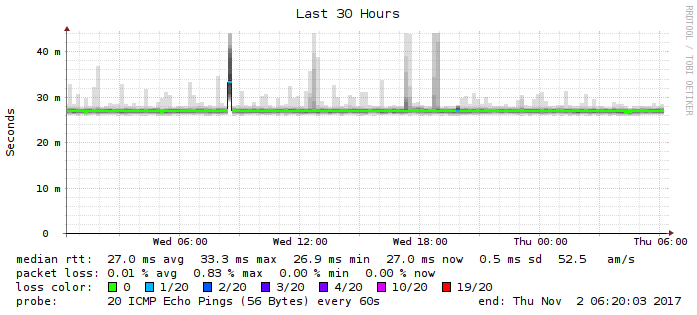 Last 30 Hours
RRDTOOL / TOBI OETIKER
Seconds
40 m
30 m
20 m
10 m
0
Wed 06:00 Wed 12:00 Wed 18:00 Thu 00:00 Thu 06:00
median rtt: 27.0 ms avg 33.3 ms max 26.9 ms min 27.0 ms now 0.5 ms sd 52.5 am/s
packet loss: 0.01 % avg 0.83 % max 0.00 % min 0.00 % now
loss color: 0 1/20 2/20 3/20 4/20 10/20 19/20
probe: 20 ICMP Echo Pings (56 Bytes) every 60s end: Thu Nov 2 06:20:03 2017